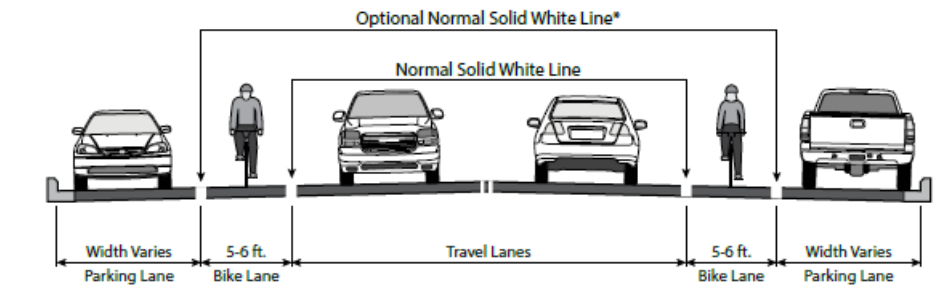 Optional Normal Solid White Line*
Normal Solid White Line
Width Varies
Parking Lane
5-6 ft.
Bike Lane
Travel Lanes
5-6 ft.
Bike Lane
Width Varies
Parking Lane